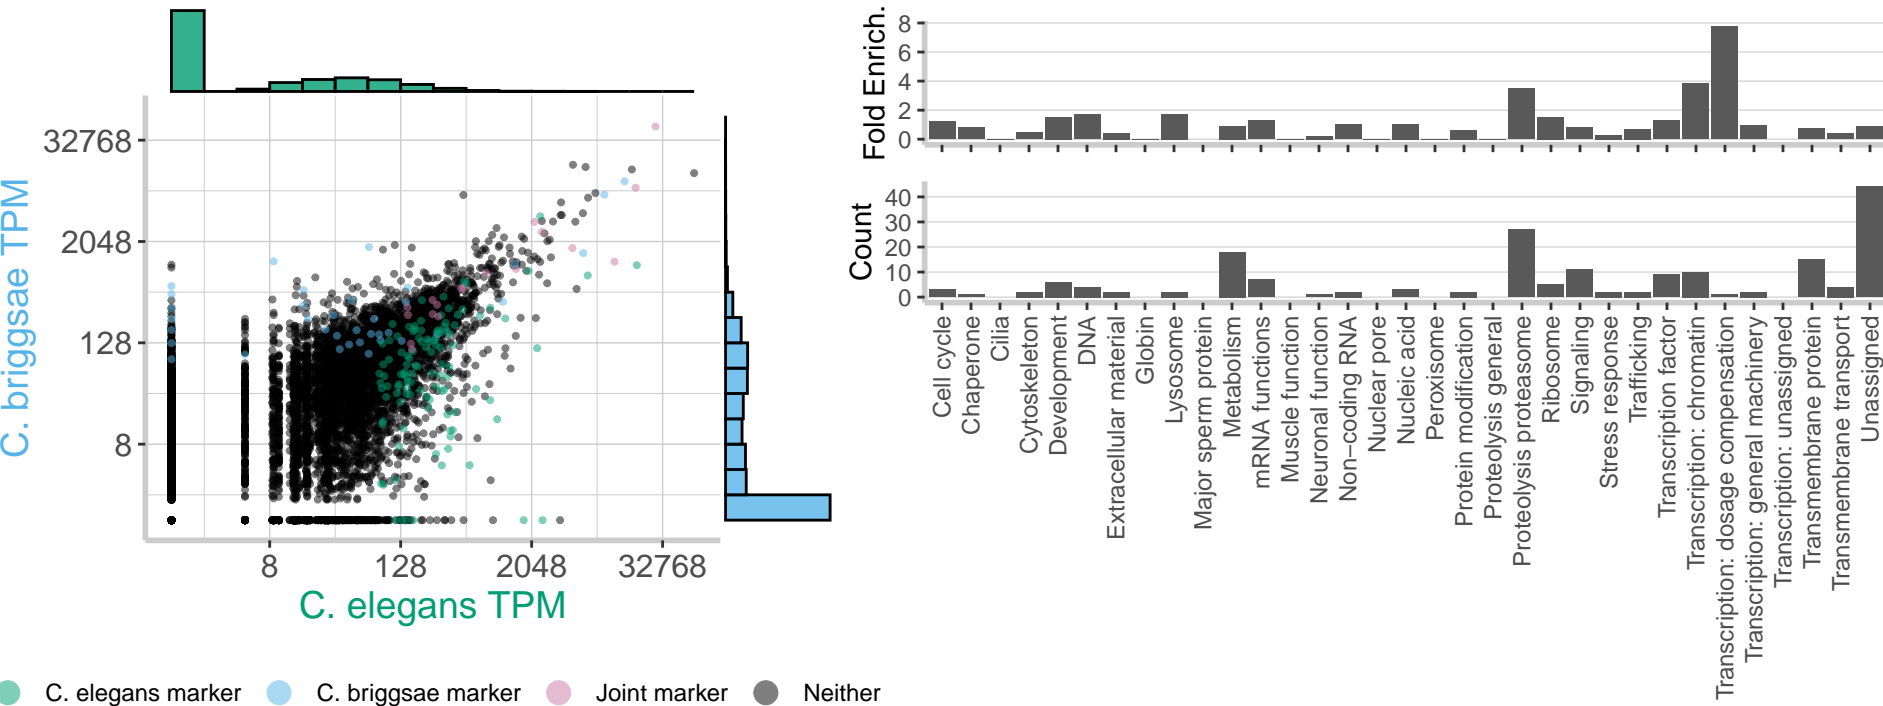 32768
2048
128
8
C. briggsae TPM
8 128 2048 32768
C. elegans TPM
C. elegans marker C. briggsae marker Joint marker Neither
Fold Enrich.
8
6
4
2
0
Count
40
30
20
10
0
Cell cycle
Chaperone
Cilia
Cytoskeleton
Development
DNA
Extracellular material
Globin
Lysosome
Major sperm protein
Metabolism
mRNA functions
Muscle function
Neuronal function
Non−coding RNA
Nuclear pore
Nucleic acid
Peroxisome
Protein modification
Proteolysis general
Proteolysis proteasome
Ribosome
Signaling
Stress response
Trafficking
Transcription factor
Transcription: chromatin
Transcription: dosage compensation
Transcription: general machinery
Transcription: unassigned
Transmembrane protein
Transmembrane transport
Unassigned